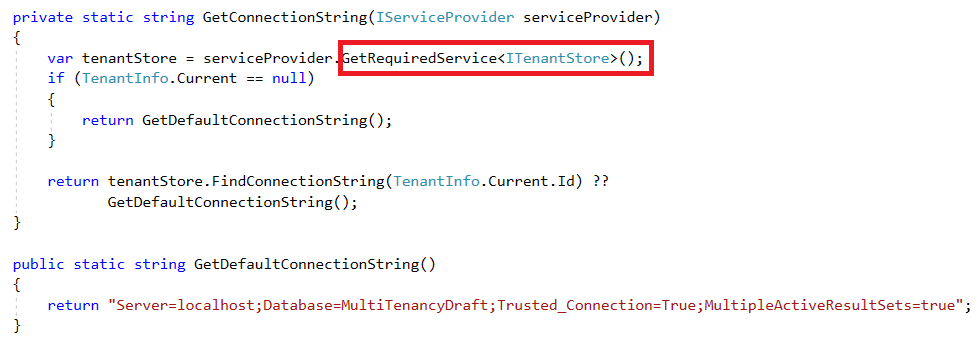 private static string GetConnectionString(IServiceProvider serviceProvider)
{
    var tenantStore = serviceProvider.GetRequiredService<ITenantStore>();
    if (TenantInfo.Current == null)
    {
        return GetDefaultConnectionString();
    }

    return tenantStore.FindConnectionString(TenantInfo.Current.Id) ??
           GetDefaultConnectionString();
}

public static string GetDefaultConnectionString()
{
    return "Server=localhost;Database=MultiTenancyDraft;Trusted_Connection=True;MultipleActiveResultSets=true";
}